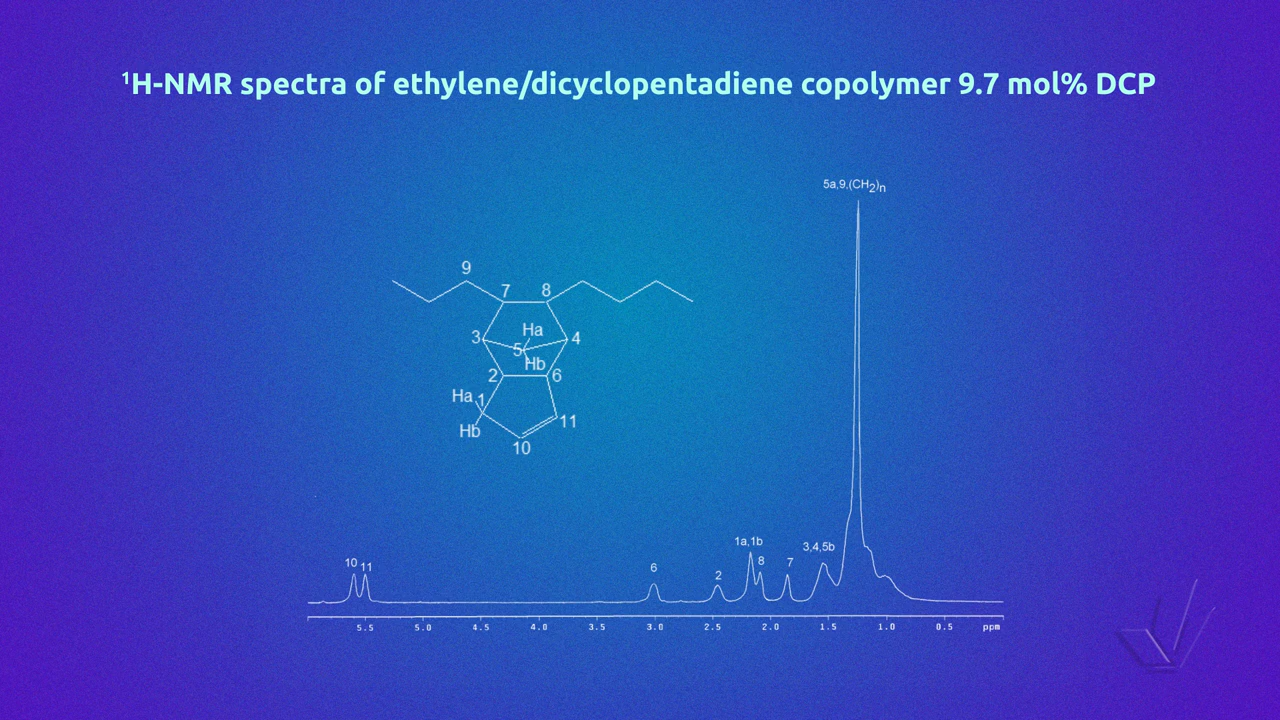 ¹H-NMR spectra of ethylene/dicyclopentadiene copolymer 9.7 mol% DCP
5a,9,(CH₂)n
9
7 8
Ha
3 5 4
Hb
2 6
Ha 1
11
Hb
10
10 11 6 2 1a,1b 8 7 3,4,5b
5.5 5.0 4.5 4.0 3.5 3.0 2.5 2.0 1.5 1.0 0.5 ppm